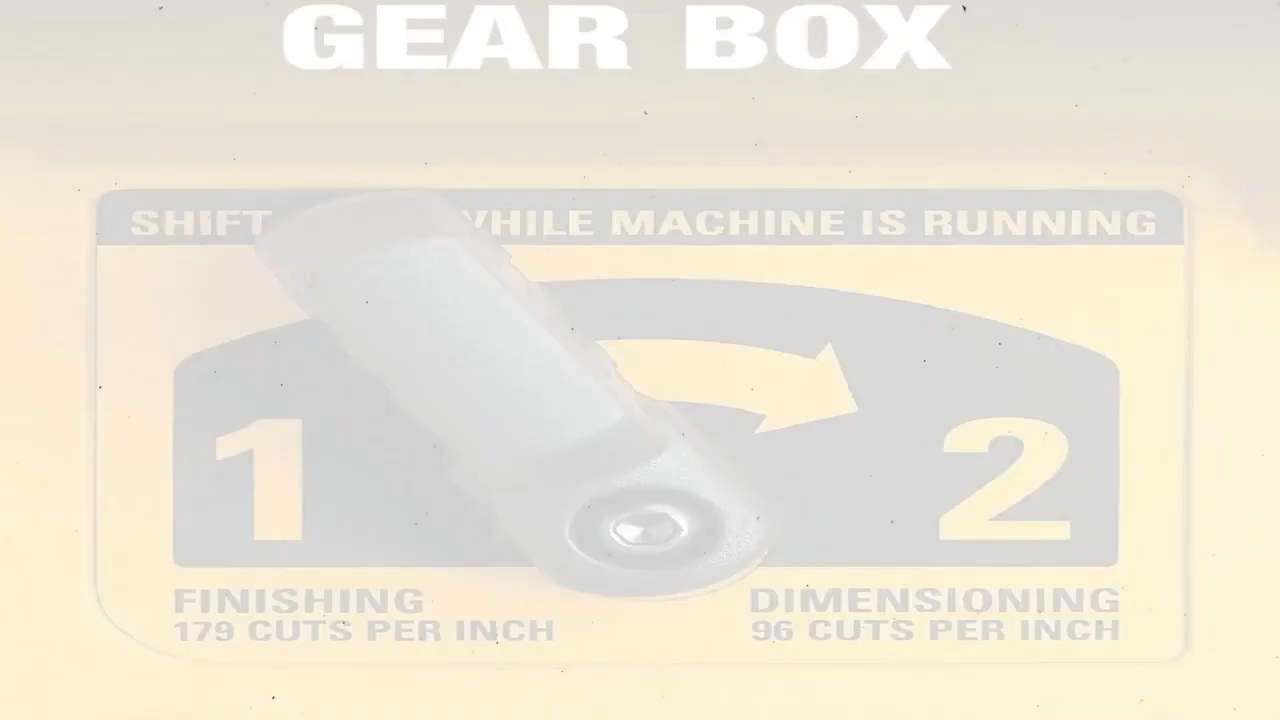 GEAR BOX
SHIFT WHILE MACHINE IS RUNNING
1 2
FINISHING DIMENSIONING
179 CUTS PER INCH 96 CUTS PER INCH